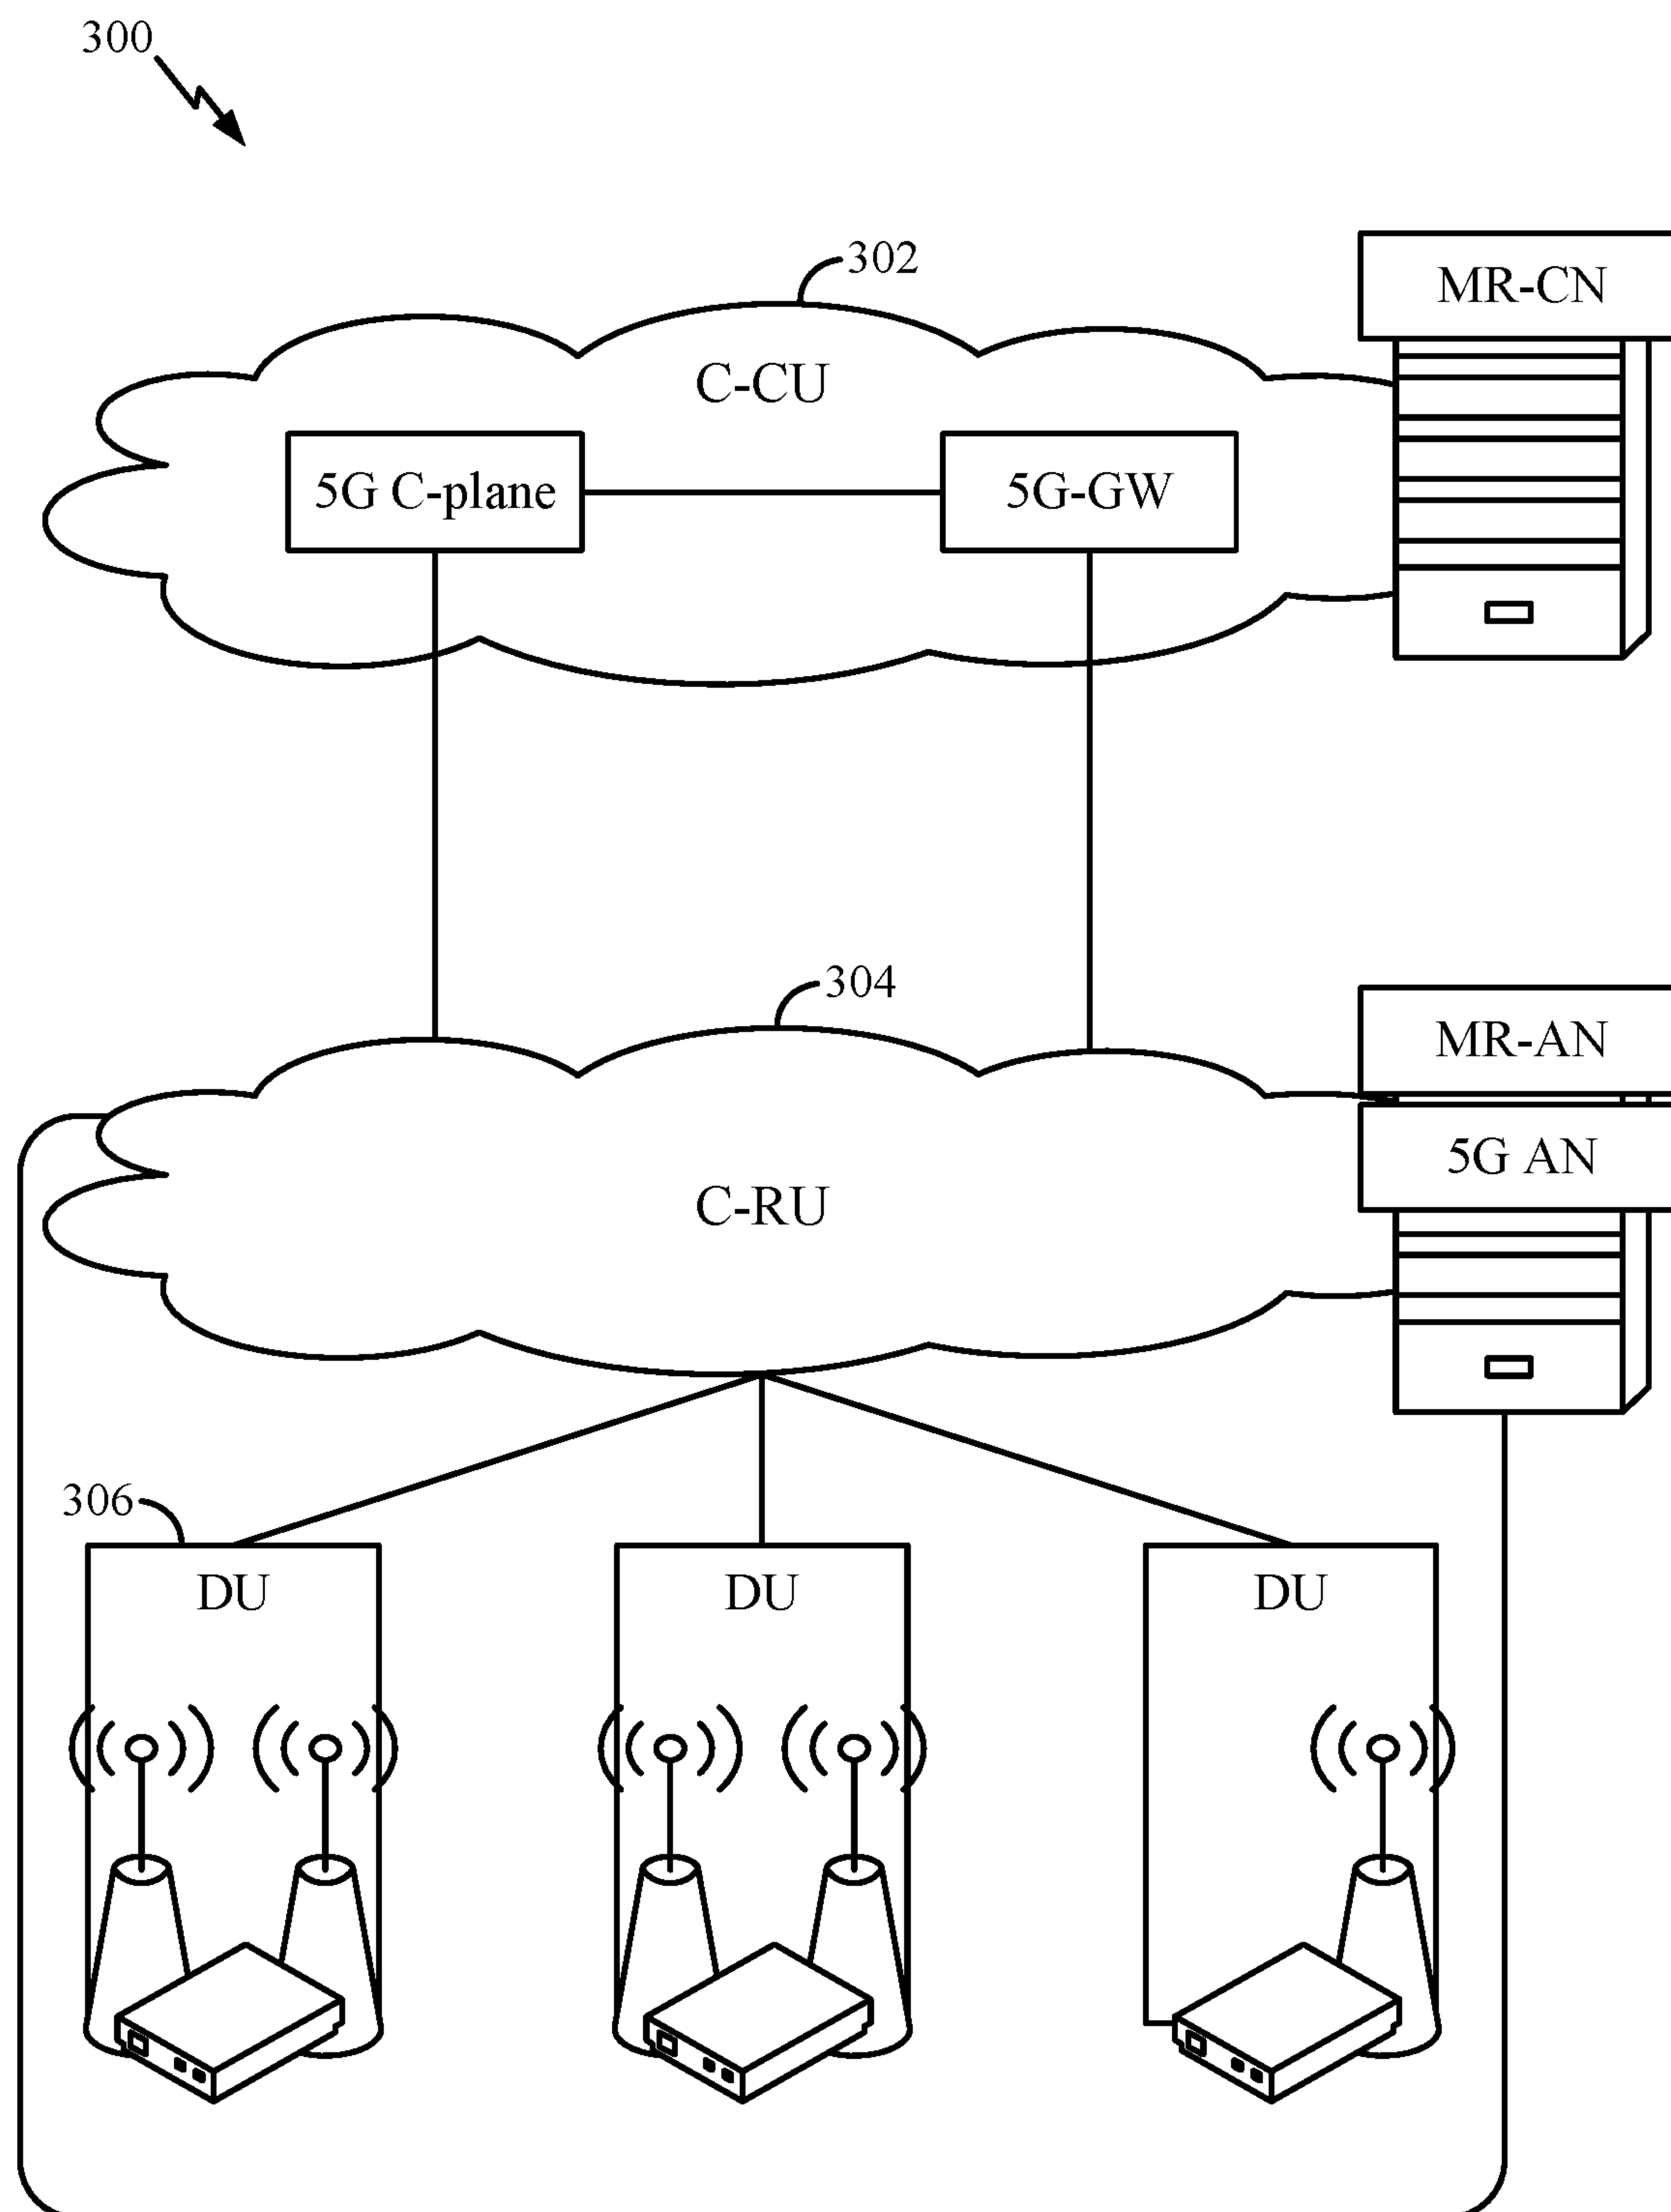 300
302
MR-CN
C-CU
5G C-plane
5G-GW
304
MR-AN
5G AN
C-RU
306
DU
DU
DU